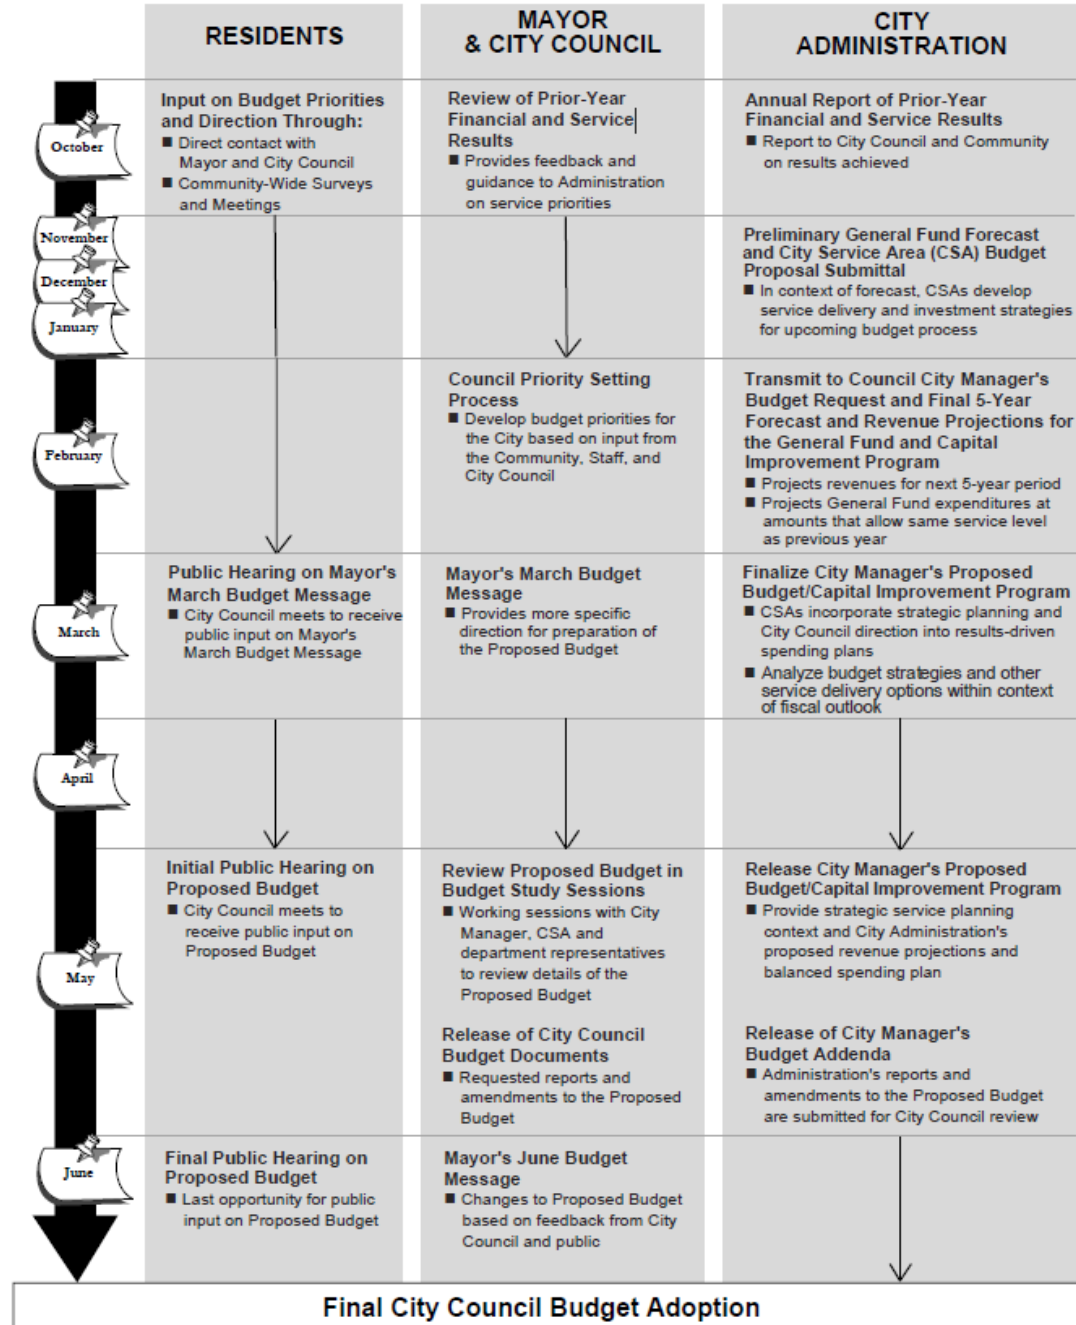 RESIDENTS
MAYOR
& CITY COUNCIL
CITY
ADMINISTRATION
October
Input on Budget Priorities
and Direction Through:
■ Direct contact with
Mayor and City Council
■ Community-Wide Surveys
and Meetings
Review of Prior-Year
Financial and Service
Results
■ Provides feedback and
guidance to Administration
on service priorities
Annual Report of Prior-Year
Financial and Service Results
■ Report to City Council and Community
on results achieved
November
December
January
Preliminary General Fund Forecast
and City Service Area (CSA) Budget
Proposal Submittal
■ In context of forecast, CSAs develop
service delivery and investment strategies
for upcoming budget process
February
Council Priority Setting
Process
■ Develop budget priorities for
the City based on input from
the Community, Staff, and
City Council
Transmit to Council City Manager's
Budget Request and Final 5-Year
Forecast and Revenue Projections for
the General Fund and Capital
Improvement Program
■ Projects revenues for next 5-year period
■ Projects General Fund expenditures at
amounts that allow same service level
as previous year
March
Public Hearing on Mayor's
March Budget Message
■ City Council meets to receive
public input on Mayor's
March Budget Message
Mayor's March Budget
Message
■ Provides more specific
direction for preparation of
the Proposed Budget
Finalize City Manager's Proposed
Budget/Capital Improvement Program
■ CSAs incorporate strategic planning and
City Council direction into results-driven
spending plans
■ Analyze budget strategies and other
service delivery options within context
of fiscal outlook
April
May
Initial Public Hearing on
Proposed Budget
■ City Council meets to
receive public input on
Proposed Budget
Review Proposed Budget in
Budget Study Sessions
■ Working sessions with City
Manager, CSA and
department representatives
to review details of the
Proposed Budget
Release of City Council
Budget Documents
■ Requested reports and
amendments to the Proposed
Budget
Release City Manager's Proposed
Budget/Capital Improvement Program
■ Provide strategic service planning
context and City Administration's
proposed revenue projections and
balanced spending plan
Release of City Manager's
Budget Addenda
■ Administration's reports and
amendments to the Proposed Budget
are submitted for City Council review
June
Final Public Hearing on
Proposed Budget
■ Last opportunity for public
input on Proposed Budget
Mayor's June Budget
Message
■ Changes to Proposed Budget
based on feedback from City
Council and public
Final City Council Budget Adoption